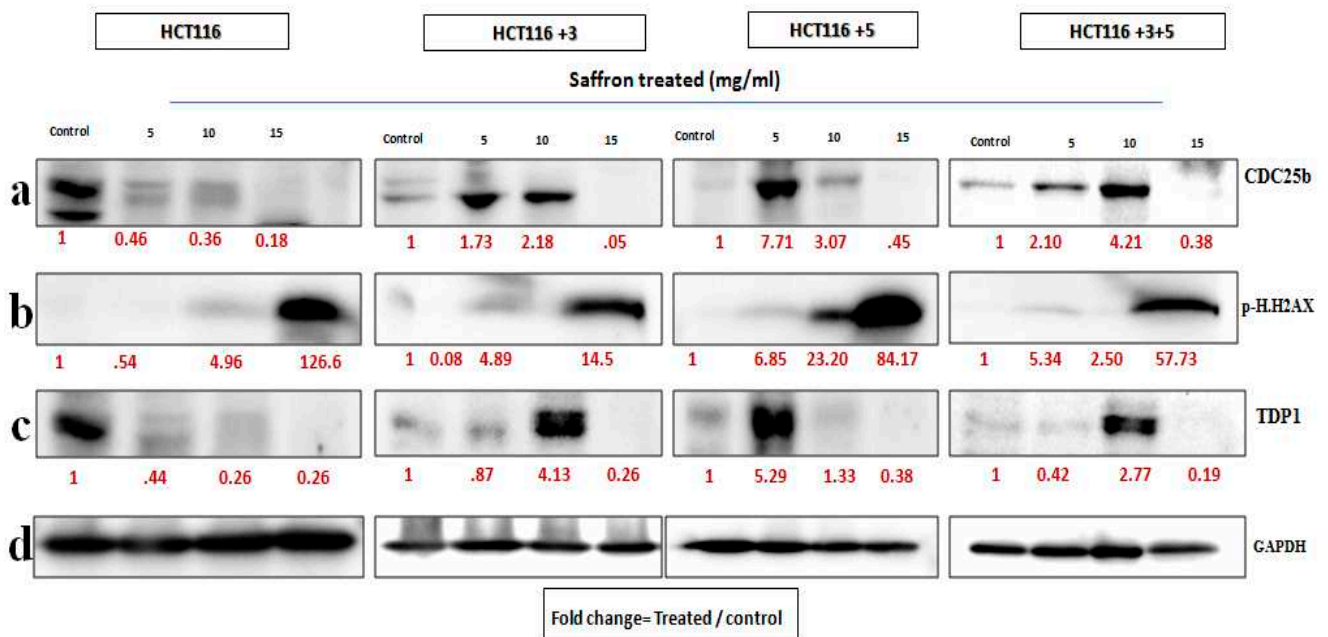 HCT116 HCT116 +3 HCT116 +5 HCT116 +3+5
Saffron treated (mg/ml)
Control 5 10 15 Control 5 10 15 Control 5 10 15 Control 5 10 15
a CDC25b
1 0.46 0.36 0.18 1 1.73 2.18 .05 1 7.71 3.07 .45 1 2.10 4.21 0.38
b p-H.H2AX
1 .54 4.96 126.6 1 0.08 4.89 14.5 1 6.85 23.20 84.17 1 5.34 2.50 57.73
c TDP1
1 .44 0.26 0.26 1 .87 4.13 0.26 1 5.29 1.33 0.38 1 0.42 2.77 0.19
d GAPDH
Fold change= Treated / control